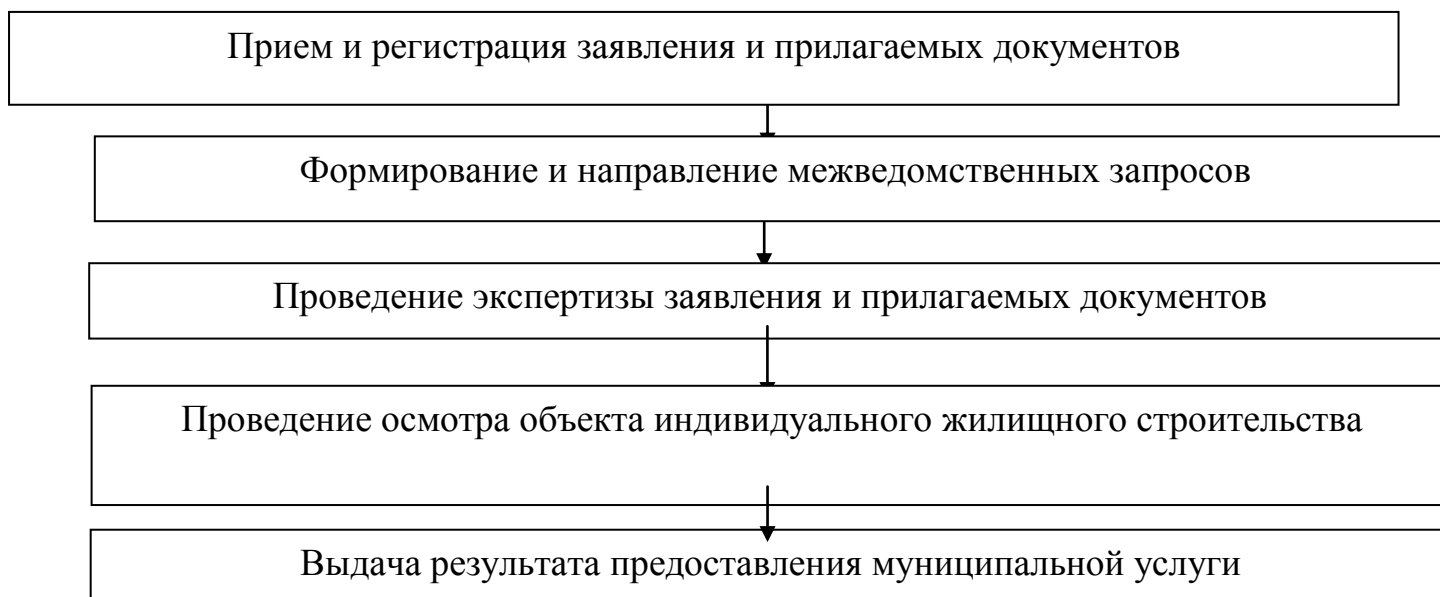 Прием и регистрация заявления и прилагаемых документов
Формирование и направление межведомственных запросов
Проведение экспертизы заявления и прилагаемых документов
Проведение осмотра объекта индивидуального жилищного строительства
Выдача результата предоставления муниципальной услуги